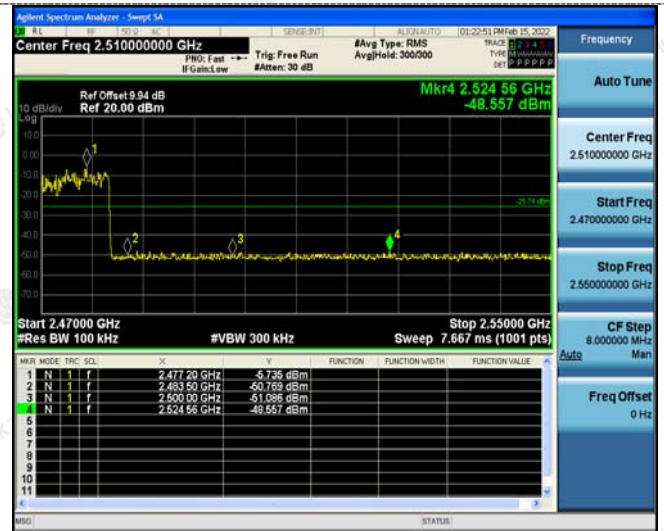 Agilent Spectrum Analyzer - Swept SA
RL RF 50 Ω AC SENSE:INT ALIGNAUTO 01:22:51 PM Feb 15, 2022
Center Freq 2.510000000 GHz
PNO: Fast
IFGain:Low
Trig: Free Run
#Atten: 30 dB
#Avg Type: RMS
Avg|Hold: 300/300
TRACE 1 2 3 4 5 6
TYPE M
DET P P P P P P
Frequency
Mkr4 2.524 56 GHz
-48.557 dBm
Ref Offset 9.94 dB
10 dB/div Ref 20.00 dBm
Log
10.0
0.00
-10.0
-20.0
-30.0
-40.0
-50.0
-60.0
-70.0
1
2
3
4
-25.74 dBm
Start 2.47000 GHz
Stop 2.55000 GHz
#Res BW 100 kHz #VBW 300 kHz Sweep 7.667 ms (1001 pts)
MKR MODE TRC SCL X Y FUNCTION FUNCTION WIDTH FUNCTION VALUE
1 N 1 f 2.477 20 GHz -5.735 dBm
2 N 1 f 2.483 50 GHz -50.769 dBm
3 N 1 f 2.500 00 GHz -51.086 dBm
4 N 1 f 2.524 56 GHz -48.557 dBm
5
6
7
8
9
10
11
MSG STATUS
Auto Tune
Center Freq
2.510000000 GHz
Start Freq
2.470000000 GHz
Stop Freq
2.550000000 GHz
CF Step
8.000000 MHz
Auto Man
Freq Offset
0 Hz